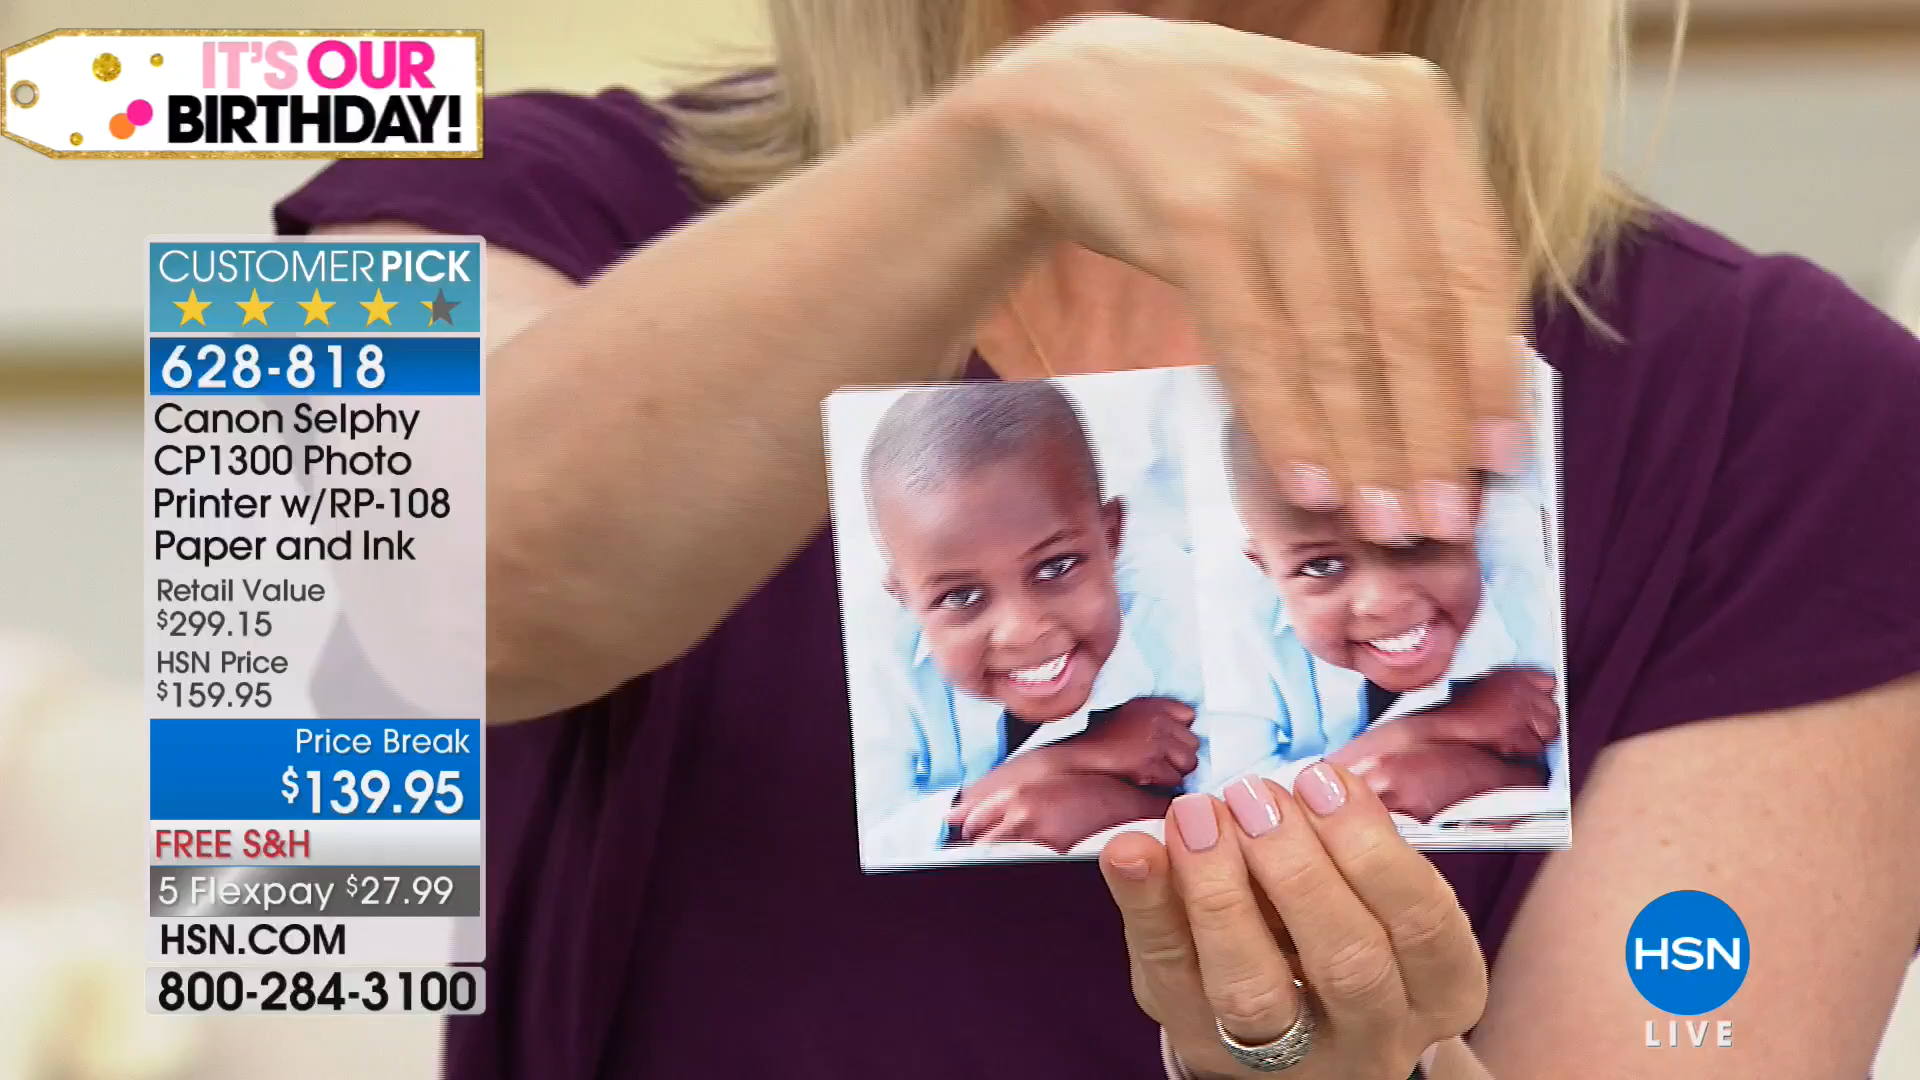 IT'S OUR
BIRTHDAY!
CUSTOMER PICK
628-818
Canon Selphy
CP1300 Photo
Printer w/RP-108
Paper and Ink
Retail Value
$299.15
HSN Price
$159.95
Price Break
$139.95
FREE S&H
5 Flexpay $27.99
HSN.COM
800-284-3100
HSN
LIVE